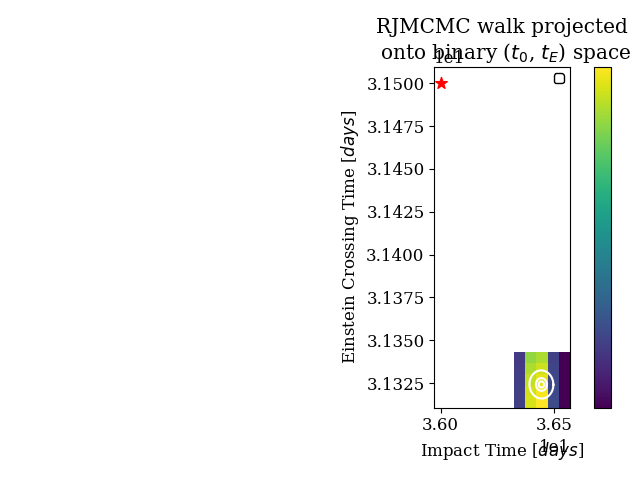 RJMCMC walk projected
onto binary (t₀, t_E) space
1e1
3.1500
3.1475
3.1450
3.1425
3.1400
3.1375
3.1350
3.1325
Einstein Crossing Time [days]
3.60
3.65
1e1
Impact Time [days]